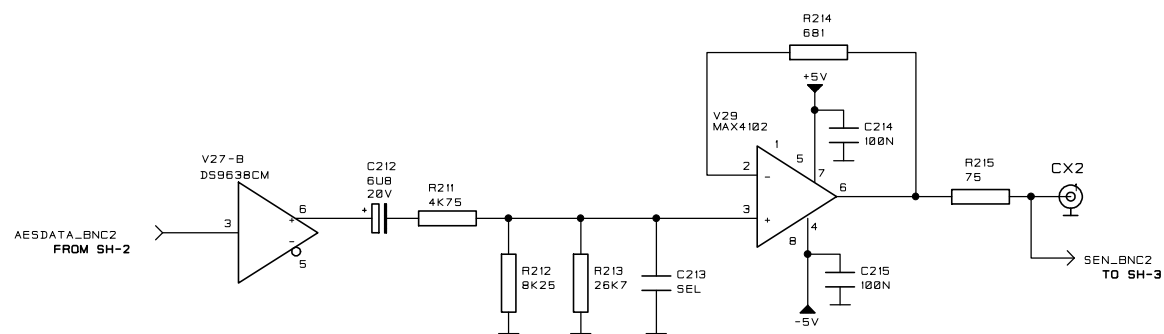 R214
681
+5V
V29
MAX4102
C214
100N
1
5
7
2
-
6
3
+
4
8
R215
75
CX2
1
V27-B
DS9638CM
C212
6U8
20V
+
R211
4K75
3
6
+
-
5
AESDATA_BNC2
FROM SH-2
R212
8K25
R213
26K7
C213
SEL
C215
100N
-5V
SEN_BNC2
TO SH-3